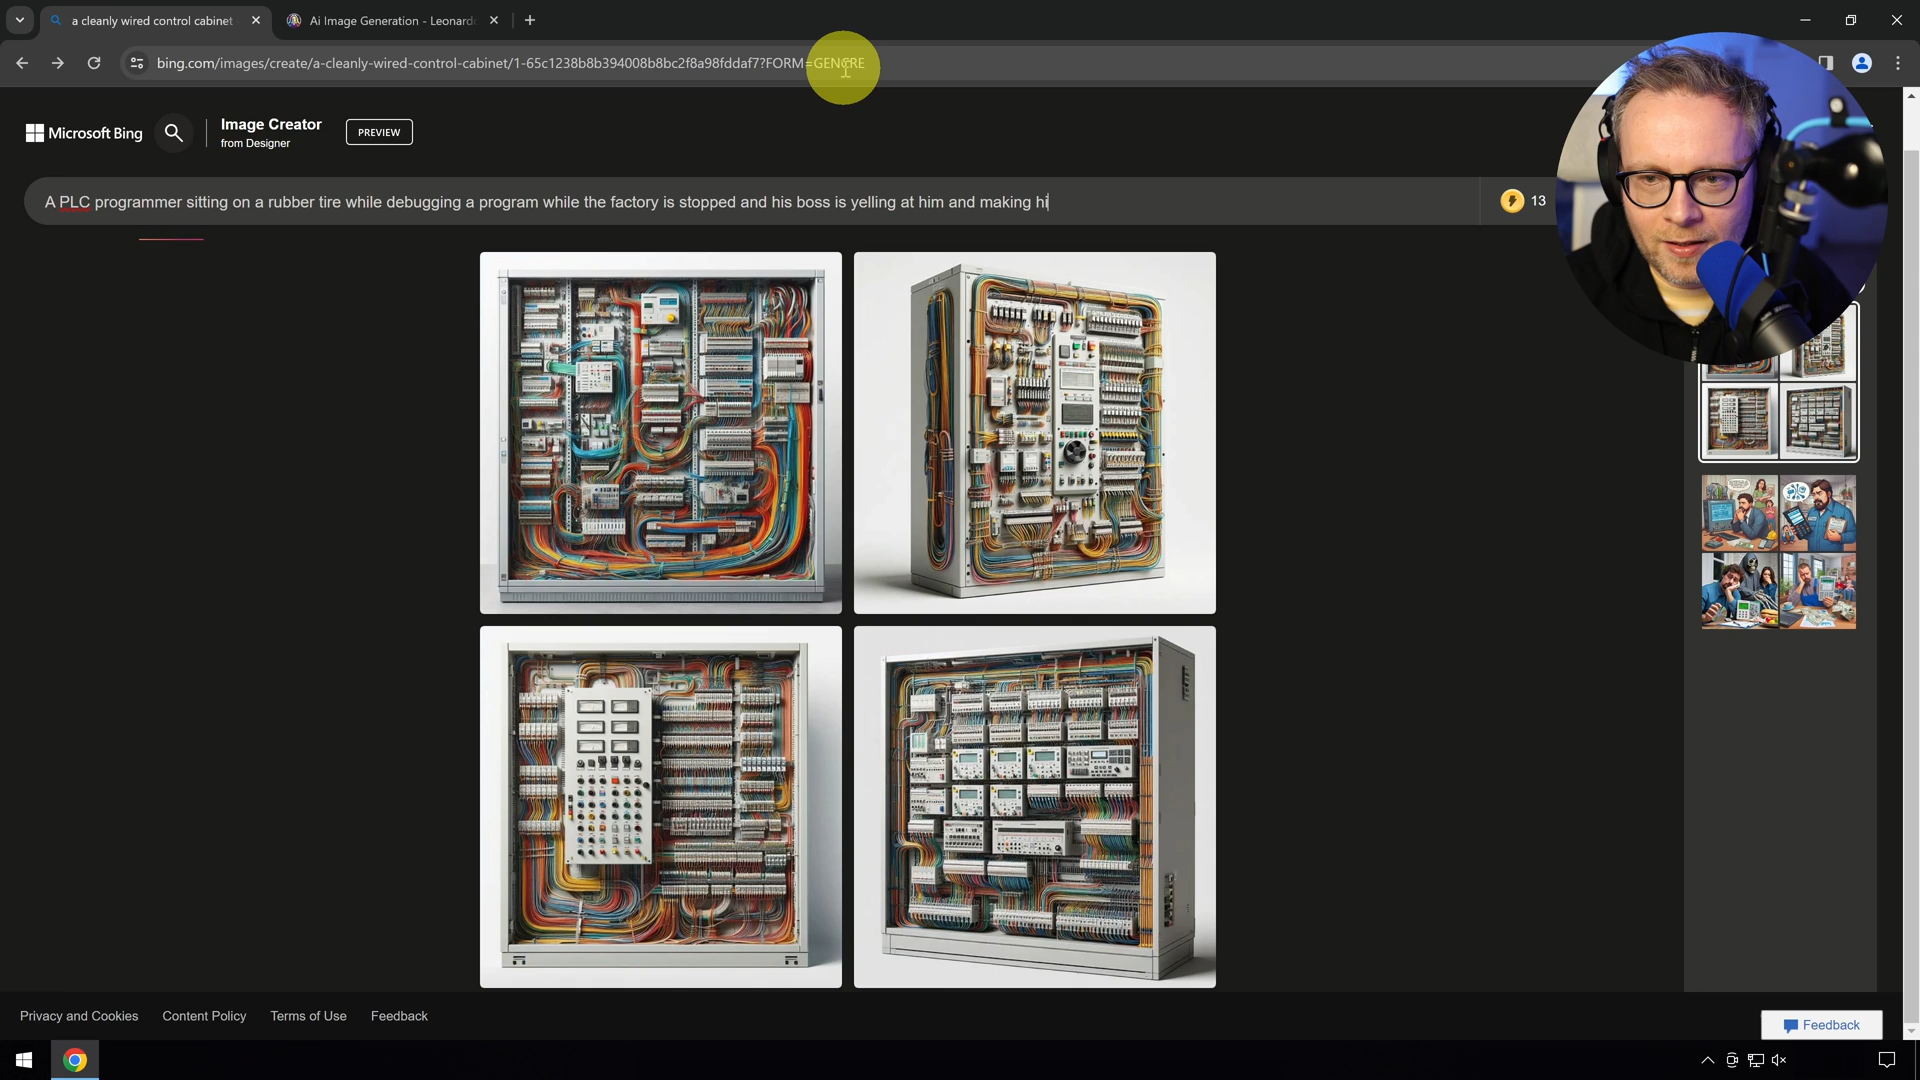 a cleanly wired control cabinet
Ai Image Generation - Leonard
bing.com/images/create/a-cleanly-wired-control-cabinet/1-65c1238b8b394008b8bc2f8a98fddaf7?FORM=GENCRE
Microsoft Bing
Image Creator
from Designer
PREVIEW
A PLC programmer sitting on a rubber tire while debugging a program while the factory is stopped and his boss is yelling at him and making hi
13
Privacy and Cookies
Content Policy
Terms of Use
Feedback
Feedback